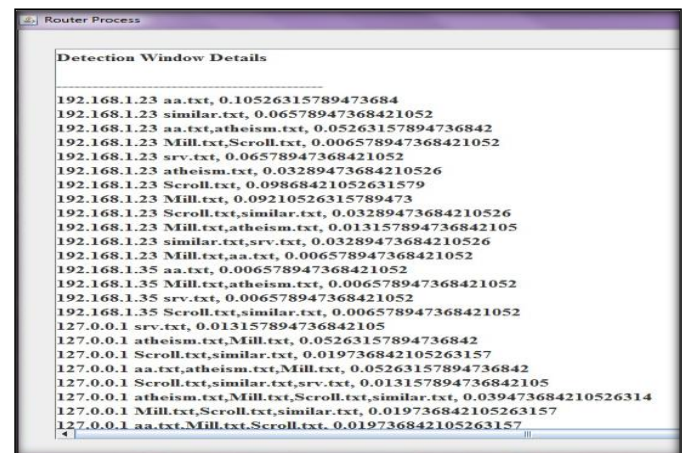 Router Process
Detection Window Details
----------------------------------------------------
192.168.1.23 aa.txt, 0.10526315789473684
192.168.1.23 similar.txt, 0.06578947368421052
192.168.1.23 aa.txt,atheism.txt, 0.05263157894736842
192.168.1.23 Mill.txt,Scroll.txt, 0.006578947368421052
192.168.1.23 srv.txt, 0.06578947368421052
192.168.1.23 atheism.txt, 0.03289473684210526
192.168.1.23 Scroll.txt, 0.09868421052631579
192.168.1.23 Mill.txt, 0.09210526315789473
192.168.1.23 Scroll.txt,similar.txt, 0.03289473684210526
192.168.1.23 Mill.txt,atheism.txt, 0.013157894736842105
192.168.1.23 similar.txt,srv.txt, 0.03289473684210526
192.168.1.23 Mill.txt,aa.txt, 0.006578947368421052
192.168.1.35 aa.txt, 0.006578947368421052
192.168.1.35 Mill.txt,atheism.txt, 0.006578947368421052
192.168.1.35 srv.txt, 0.006578947368421052
192.168.1.35 Scroll.txt,similar.txt, 0.006578947368421052
127.0.0.1 srv.txt, 0.013157894736842105
127.0.0.1 atheism.txt,Mill.txt, 0.05263157894736842
127.0.0.1 Scroll.txt,similar.txt, 0.019736842105263157
127.0.0.1 aa.txt,atheism.txt,Mill.txt, 0.05263157894736842
127.0.0.1 Scroll.txt,similar.txt,srv.txt, 0.013157894736842105
127.0.0.1 atheism.txt,Mill.txt,Scroll.txt,similar.txt, 0.039473684210526314
127.0.0.1 Mill.txt,Scroll.txt,similar.txt, 0.019736842105263157
127.0.0.1 aa.txt,Mill.txt,Scroll.txt, 0.019736842105263157